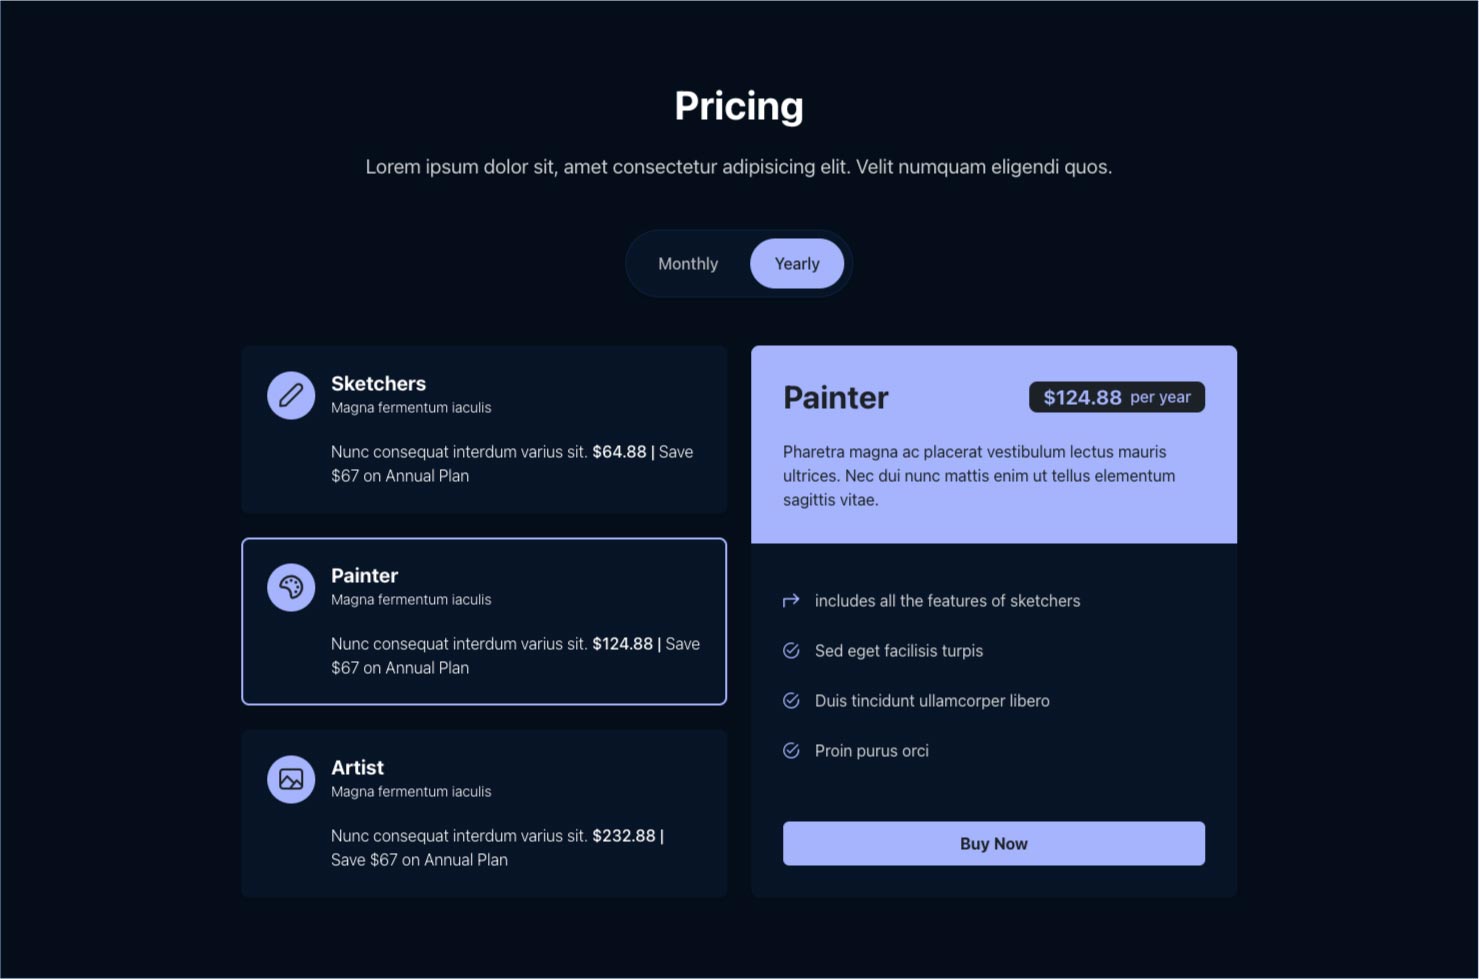 Pricing
Lorem ipsum dolor sit, amet consectetur adipisicing elit. Velit numquam eligendi quos.
Monthly
Yearly
Sketchers
Magna fermentum iaculis
Nunc consequat interdum varius sit. $64.88 | Save
$67 on Annual Plan
Painter
Magna fermentum iaculis
Nunc consequat interdum varius sit. $124.88 | Save
$67 on Annual Plan
Artist
Magna fermentum iaculis
Nunc consequat interdum varius sit. $232.88 |
Save $67 on Annual Plan
Painter
$124.88 per year
Pharetra magna ac placerat vestibulum lectus mauris
ultrices. Nec dui nunc mattis enim ut tellus elementum
sagittis vitae.
includes all the features of sketchers
Sed eget facilisis turpis
Duis tincidunt ullamcorper libero
Proin purus orci
Buy Now